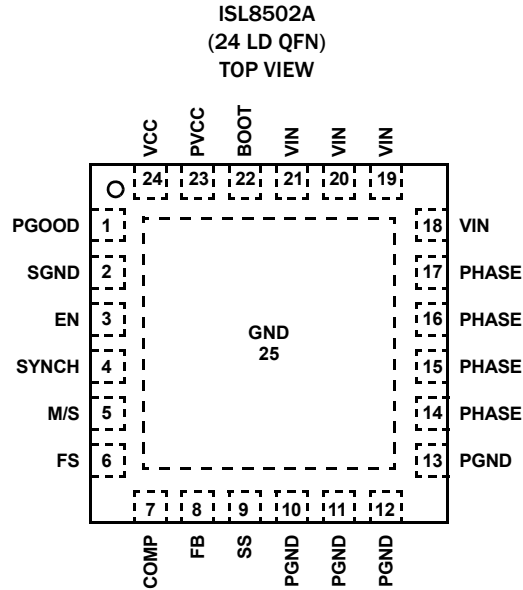 ISL8502A
(24 LD QFN)
TOP VIEW
VCC
PVCC
BOOT
VIN
VIN
VIN
24 23 22 21 20 19
PGOOD 1
SGND 2
EN 3
SYNCH 4
M/S 5
FS 6
GND
25
18 VIN
17 PHASE
16 PHASE
15 PHASE
14 PHASE
13 PGND
7 8 9 10 11 12
COMP
FB
SS
PGND
PGND
PGND